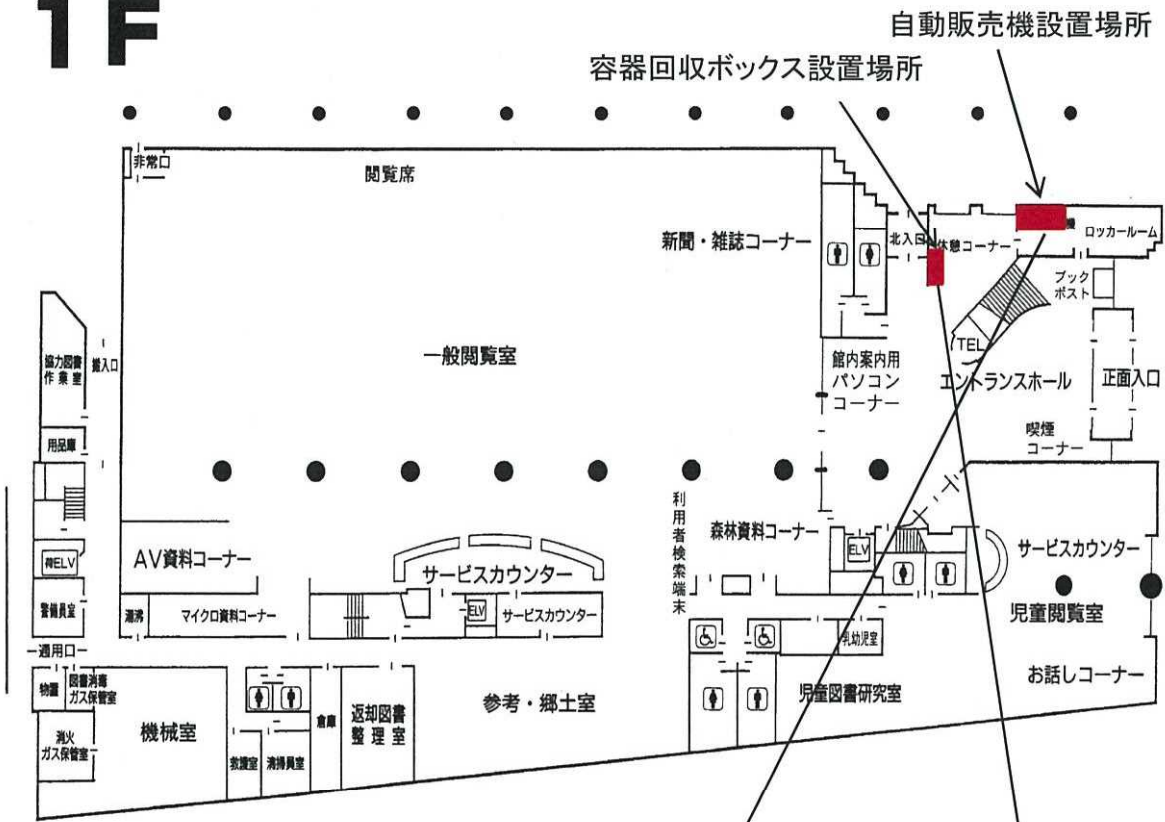 1F
自動販売機設置場所
容器回収ボックス設置場所
非常口
閲覧席
新聞・雑誌コーナー
北入口
休憩コーナー
機
ロッカールーム
ブック
ポスト
TEL
エントランスホール
正面入口
館内案内用
パソコン
コーナー
喫煙
コーナー
一般閲覧室
協力図書
作業室
搬入口
用品庫
荷ELV
警備員室
通用口
AV資料コーナー
湯沸
マイクロ資料コーナー
サービスカウンター
ELV
サービスカウンター
利用者検索端末
森林資料コーナー
ELV
サービスカウンター
児童閲覧室
お話しコーナー
乳幼児室
児童図書研究室
参考・郷土室
物置
図書消毒
ガス保管室
消火
ガス保管室
機械室
救護室
清掃員室
倉庫
返却図書
整理室